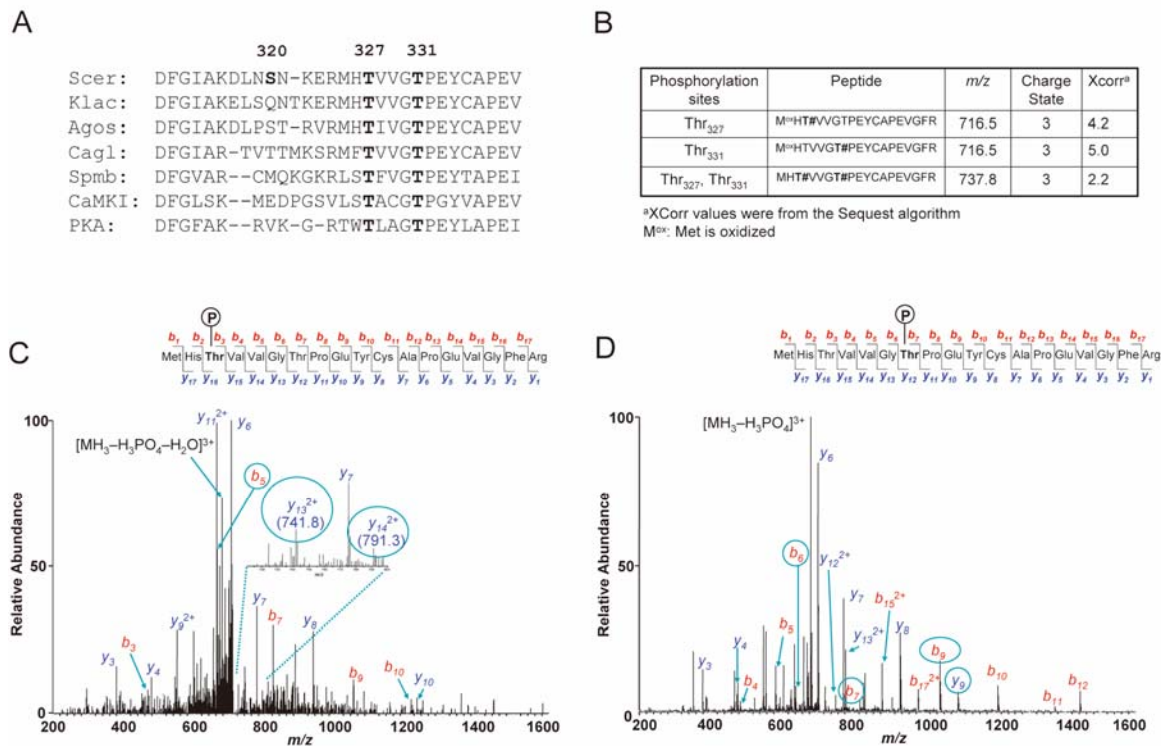 A
320 327 331
Scer: DFGIAKDLNSN-KERMHTVVGTPEYCAPEV
Klac: DFGIAKELSQNTKERMHTVVGTPEYCAPEV
Agos: DFGIAKDLPST-RVRMHTVVGTPEYCAPEV
Cagl: DFGIAR-TVTTMKSRMFTVVGTPEYCAPEV
Spmb: DFGVAR--CMQKGKRLSTFVGTPEYTAPEI
CaMKI: DFGLSK--MEDPGSVLSTACGTPGYVAPEV
PKA: DFGFAK--RVK-G-RTWTLAGTPEYLAPEI
B
Phosphorylation sites Peptide m/z Charge State Xcorrᵃ
Thr₃₂₇ MᵒˣHT#VVGTPEYCAPEVGFR 716.5 3 4.2
Thr₃₃₁ MᵒˣHTVVGT#PEYCAPEVGFR 716.5 3 5.0
Thr₃₂₇, Thr₃₃₁ MHT#VVGT#PEYCAPEVGFR 737.8 3 2.2
ᵃXCorr values were from the Sequest algorithm
Mᵒˣ: Met is oxidized
C
P
b₁ b₂ b₃ b₄ b₅ b₆ b₇ b₈ b₉ b₁₀ b₁₁ b₁₂ b₁₃ b₁₄ b₁₅ b₁₆ b₁₇
Met His Thr Val Val Gly Thr Pro Glu Tyr Cys Ala Pro Glu Val Gly Phe Arg
y₁₇ y₁₆ y₁₅ y₁₄ y₁₃ y₁₂ y₁₁ y₁₀ y₉ y₈ y₇ y₆ y₅ y₄ y₃ y₂ y₁
100
50
0
Relative Abundance
y₁₁²⁺ y₆
[MH₃–H₃PO₄–H₂O]³⁺
b₅
y₁₃²⁺ (741.8)
y₇
y₁₄²⁺ (791.3)
y₉²⁺ y₇ b₇ y₈
y₃ b₃ y₄ b₉ b₁₀ y₁₀
200 400 600 800 1000 1200 1400 1600
m/z
D
P
b₁ b₂ b₃ b₄ b₅ b₆ b₇ b₈ b₉ b₁₀ b₁₁ b₁₂ b₁₃ b₁₄ b₁₅ b₁₆ b₁₇
Met His Thr Val Val Gly Thr Pro Glu Tyr Cys Ala Pro Glu Val Gly Phe Arg
y₁₇ y₁₆ y₁₅ y₁₄ y₁₃ y₁₂ y₁₁ y₁₀ y₉ y₈ y₇ y₆ y₅ y₄ y₃ y₂ y₁
100
50
0
Relative Abundance
[MH₃–H₃PO₄]³⁺
y₆
b₆ y₁₂²⁺ y₇ b₁₅²⁺
y₄ b₅ y₁₃²⁺ y₈ b₉
y₃ b₄ b₇ b₁₇²⁺ y₉ b₁₀ b₁₁ b₁₂
200 400 600 800 1000 1200 1400 1600
m/z